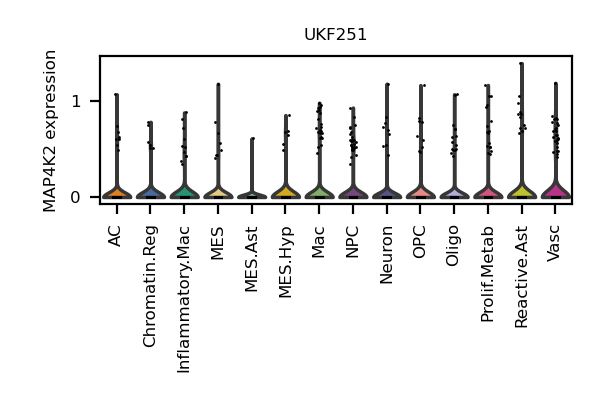 UKF251
MAP4K2 expression
1
0
AC
Chromatin.Reg
Inflammatory.Mac
MES
MES.Ast
MES.Hyp
Mac
NPC
Neuron
OPC
Oligo
Prolif.Metab
Reactive.Ast
Vasc